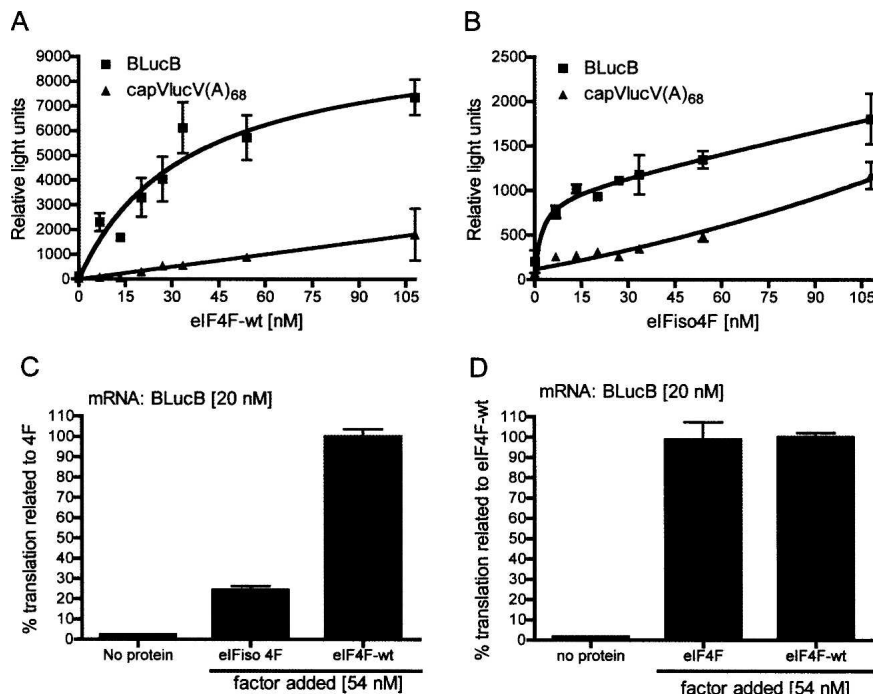 A
BLucB
capVlucV(A)68
9000
8000
7000
6000
5000
4000
3000
2000
1000
0
Relative light units
0 15 30 45 60 75 90 105
eIF4F-wt [nM]
B
BLucB
capVlucV(A)68
2500
2000
1500
1000
500
0
Relative light units
0 15 30 45 60 75 90 105
eIFiso4F [nM]
C
mRNA: BLucB [20 nM]
110
100
90
80
70
60
50
40
30
20
10
0
% translation related to 4F
No protein eIFiso 4F eIF4F-wt
factor added [54 nM]
D
mRNA: BLucB [20 nM]
110
100
90
80
70
60
50
40
30
20
10
0
% translation related to eIF4F-wt
no protein eIF4F eIF4F-wt
factor added [54 nM]